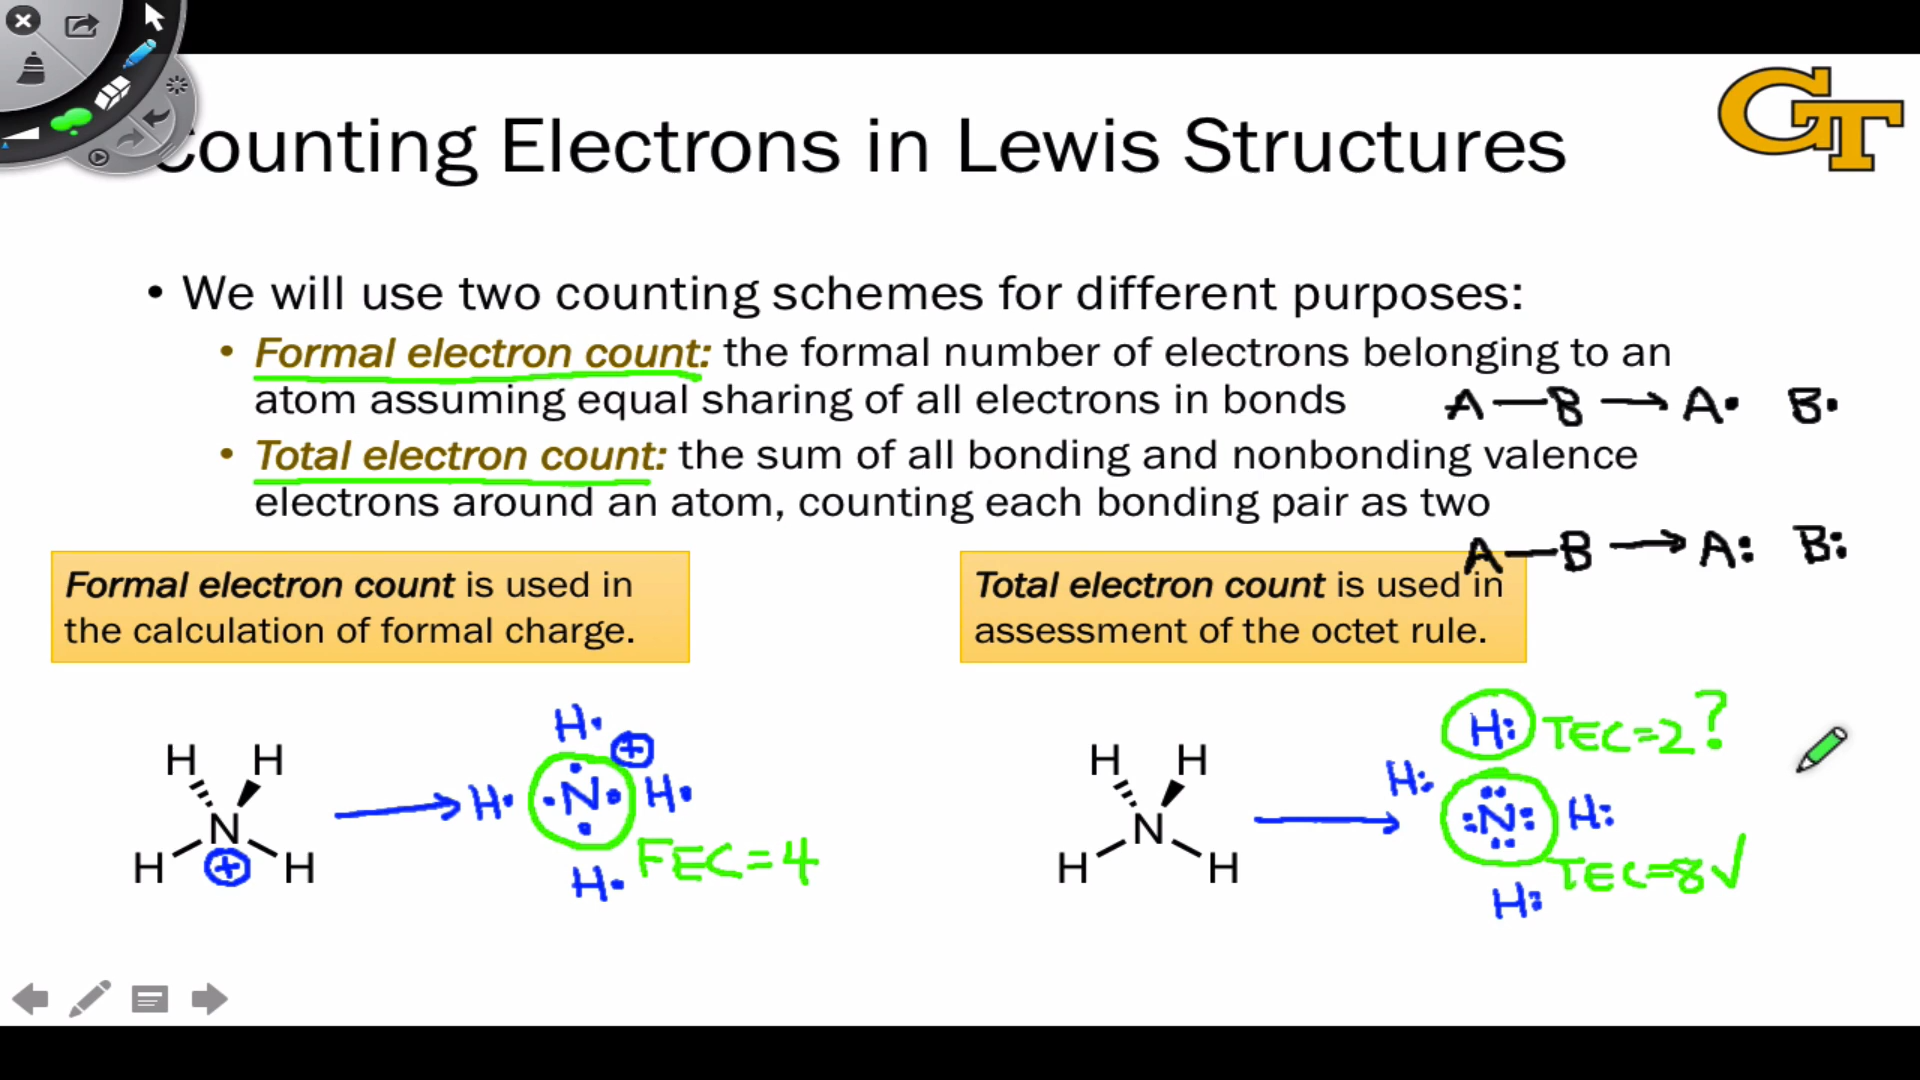 Counting Electrons in Lewis Structures
GT
• We will use two counting schemes for different purposes:
• Formal electron count: the formal number of electrons belonging to an
atom assuming equal sharing of all electrons in bonds
A — B → A• B•
• Total electron count: the sum of all bonding and nonbonding valence
electrons around an atom, counting each bonding pair as two
A — B → A: B:
Formal electron count is used in
the calculation of formal charge.
Total electron count is used in
assessment of the octet rule.
H H
N
H + H
H•
+
H• •N• H•
FEC=4
H•
H H
N
H H
H: TEC=2?
H:
:N: H:
TEC=8✓
H: